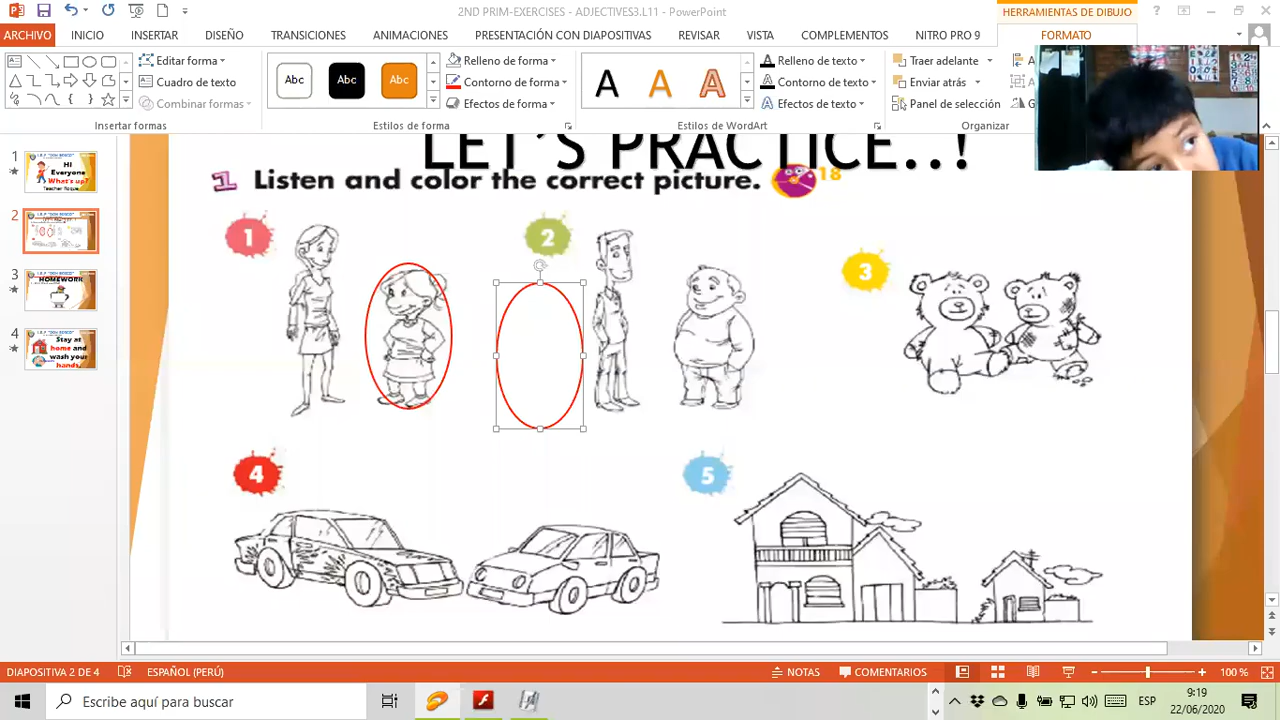 2ND PRIM-EXERCISES - ADJECTIVES3.L11 - PowerPoint
HERRAMIENTAS DE DIBUJO
ARCHIVO INICIO INSERTAR DISEÑO TRANSICIONES ANIMACIONES PRESENTACIÓN CON DIAPOSITIVAS REVISAR VISTA COMPLEMENTOS NITRO PRO 9 FORMATO
Editar forma
Cuadro de texto
Combinar formas
Insertar formas
Abc Abc Abc
Relleno de forma
Contorno de forma
Efectos de forma
Estilos de forma
A A A
Relleno de texto
Contorno de texto
Efectos de texto
Estilos de WordArt
Traer adelante
Enviar atrás
Panel de selección
Organizar
LET´S PRACTICE..!
1 Listen and color the correct picture. 18
1
2
3
4
5
1
HI
Everyone
What's up?
Teacher Roque
2
3
HOMEWORK
4
Stay at
home and
wash your
hands.
DIAPOSITIVA 2 DE 4 ESPAÑOL (PERÚ) NOTAS COMENTARIOS 100 %
Escribe aquí para buscar
ESP
9:19
22/06/2020